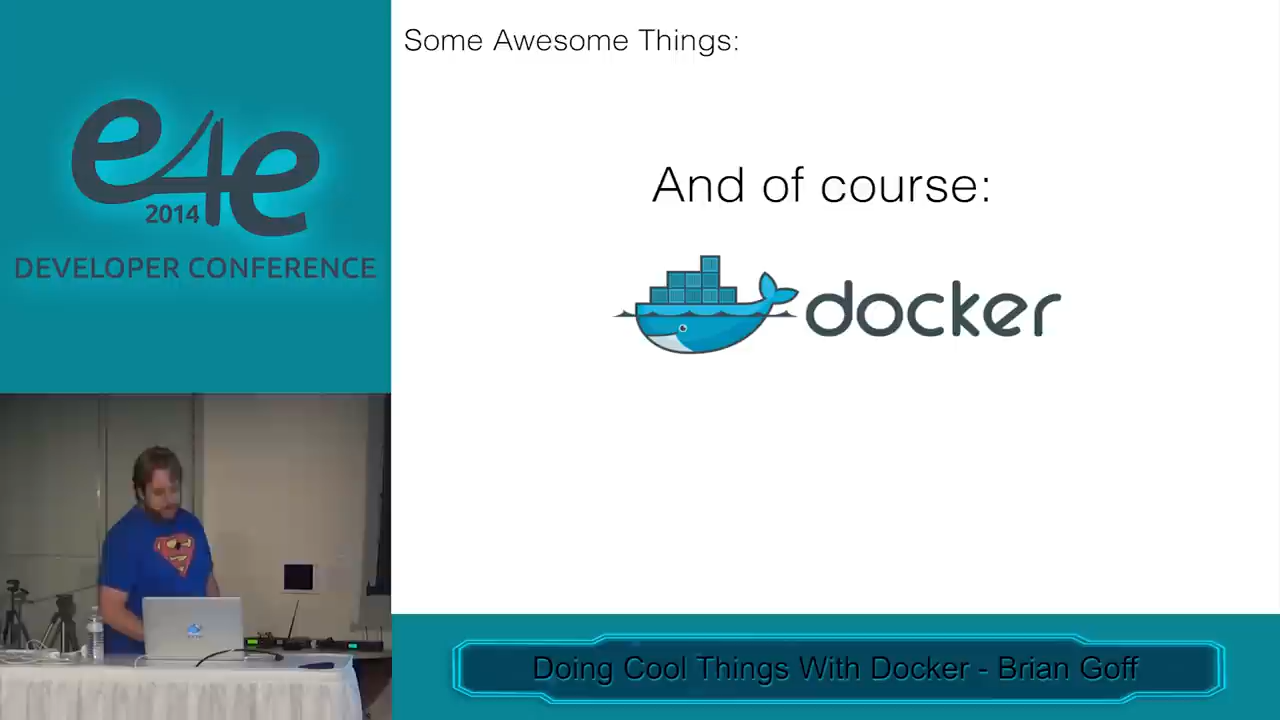 e4e
2014
DEVELOPER CONFERENCE
Some Awesome Things:
And of course:
docker
Doing Cool Things With Docker - Brian Goff